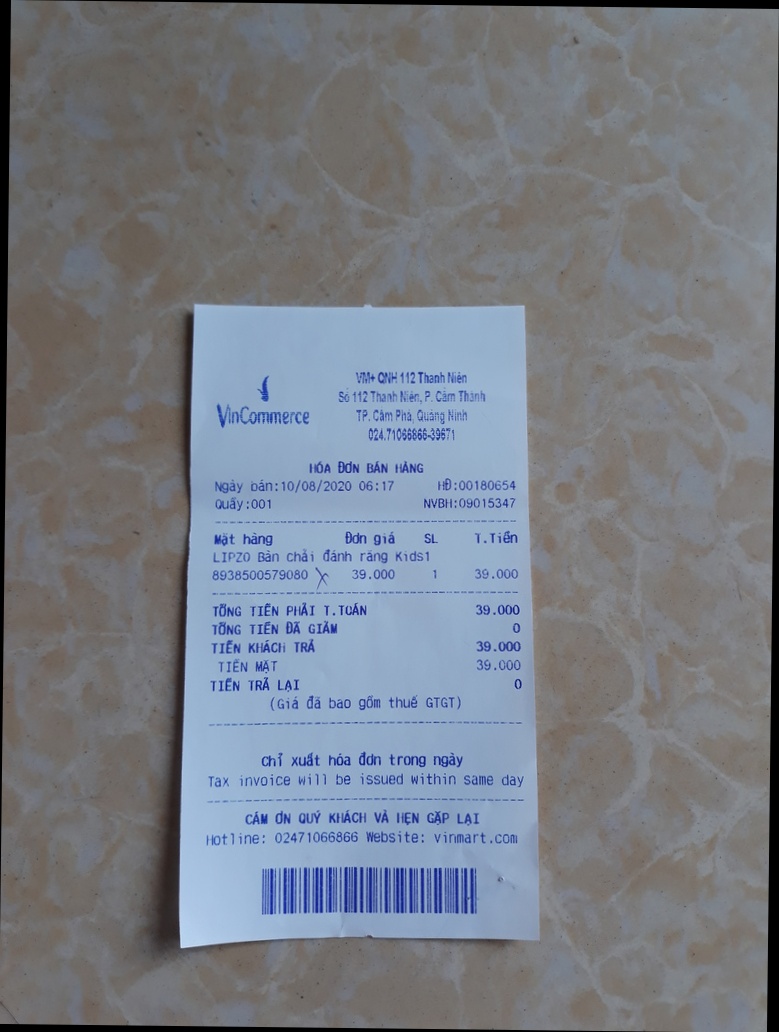 VinCommerce
VM+ QNH 112 Thanh Niên
Số 112 Thanh Niên, P. Cẩm Thành
TP. Cẩm Phả, Quảng Ninh
024.71066866-39671
HÓA ĐƠN BÁN HÀNG
Ngày bán:10/08/2020 06:17 HĐ:00180654
Quầy:001 NVBH:09015347
Mặt hàng Đơn giá SL T.Tiền
LIPZO Bàn chải đánh răng Kids1
8938500579080 39.000 1 39.000
TỔNG TIỀN PHẢI T.TOÁN 39.000
TỔNG TIỀN ĐÃ GIẢM 0
TIỀN KHÁCH TRẢ 39.000
TIỀN MẶT 39.000
TIỀN TRẢ LẠI 0
(Giá đã bao gồm thuế GTGT)
Chỉ xuất hóa đơn trong ngày
Tax invoice will be issued within same day
CẢM ƠN QUÝ KHÁCH VÀ HẸN GẶP LẠI
Hotline: 02471066866 Website: vinmart.com